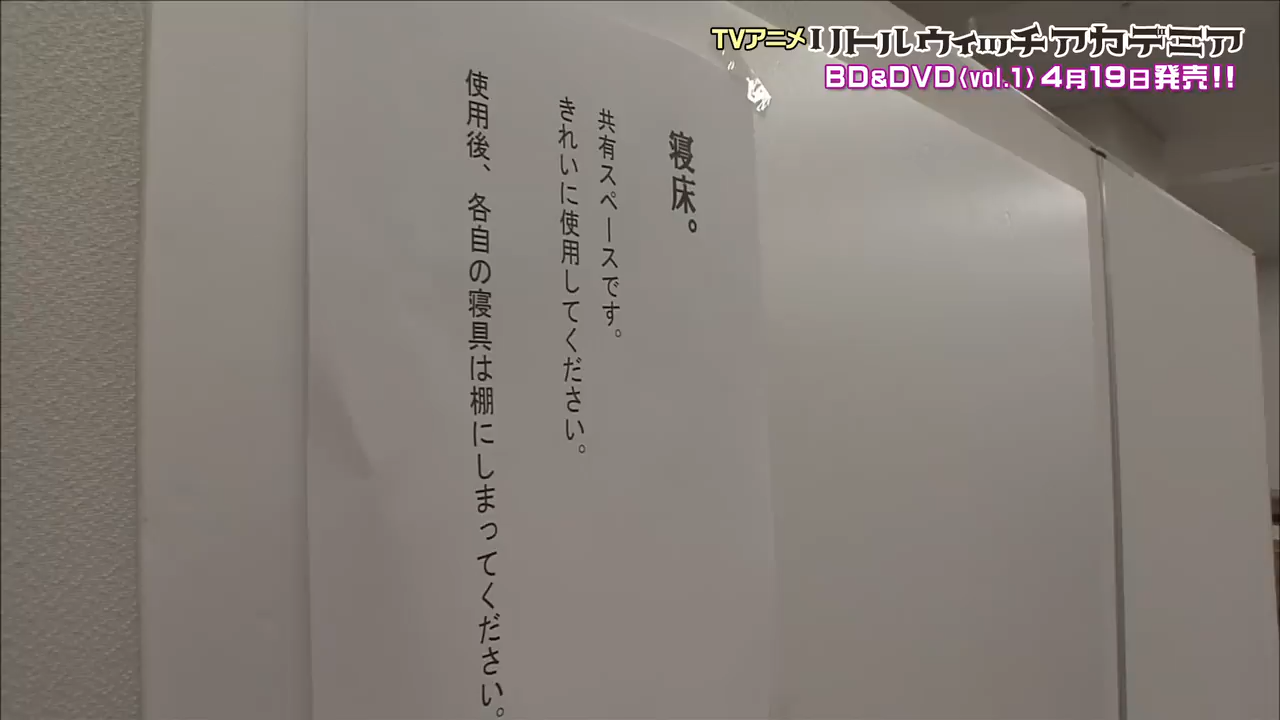 TVアニメ リトルウィッチアカデミア
BD&DVD〈vol.1〉4月19日発売!!
寝床。
共有スペースです。
きれいに使用してください。
使用後、各自の寝具は棚にしまってください。